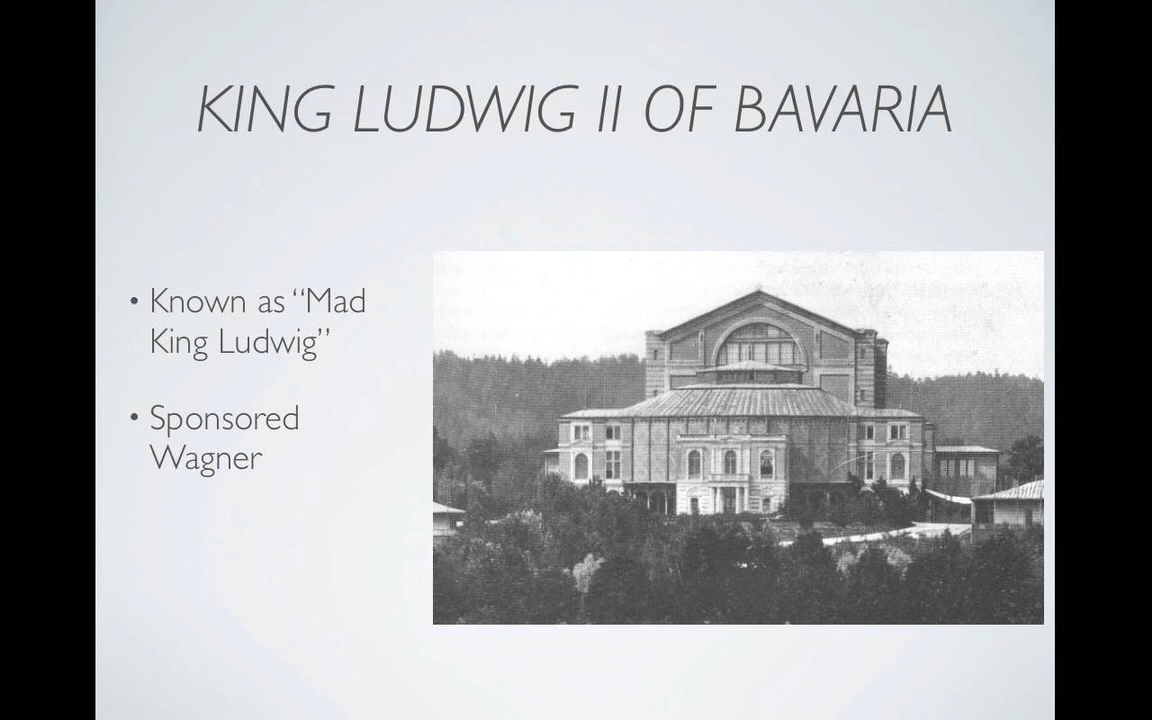 KING LUDWIG II OF BAVARIA
• Known as “Mad
King Ludwig”
• Sponsored
Wagner